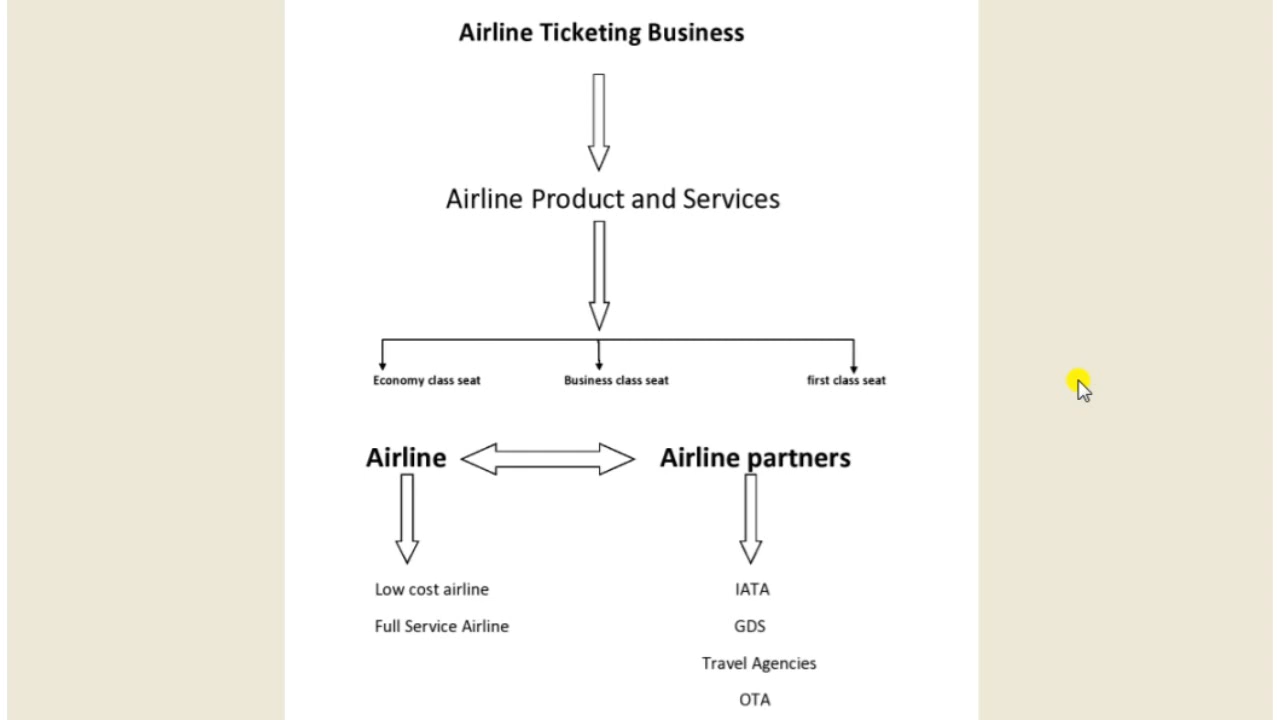 Airline Ticketing Business
Airline Product and Services
Economy class seat Business class seat first class seat
Airline Airline partners
Low cost airline IATA
Full Service Airline GDS
Travel Agencies
OTA